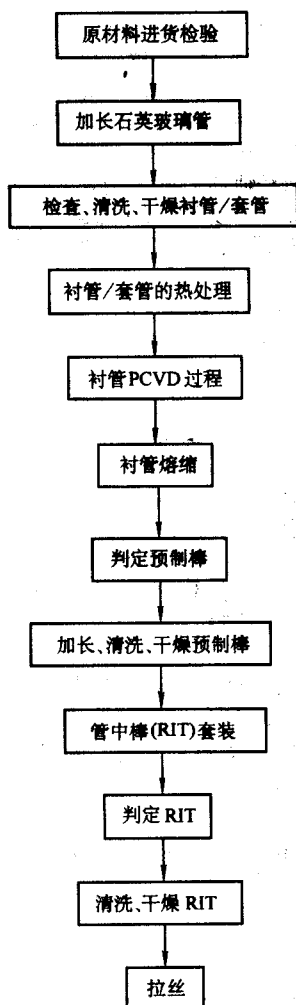 原材料进货检验
加长石英玻璃管
检查、清洗、干燥衬管/套管
衬管/套管的热处理
衬管PCVD过程
衬管熔缩
判定预制棒
加长、清洗、干燥预制棒
管中棒(RIT)套装
判定RIT
清洗、干燥RIT
拉丝